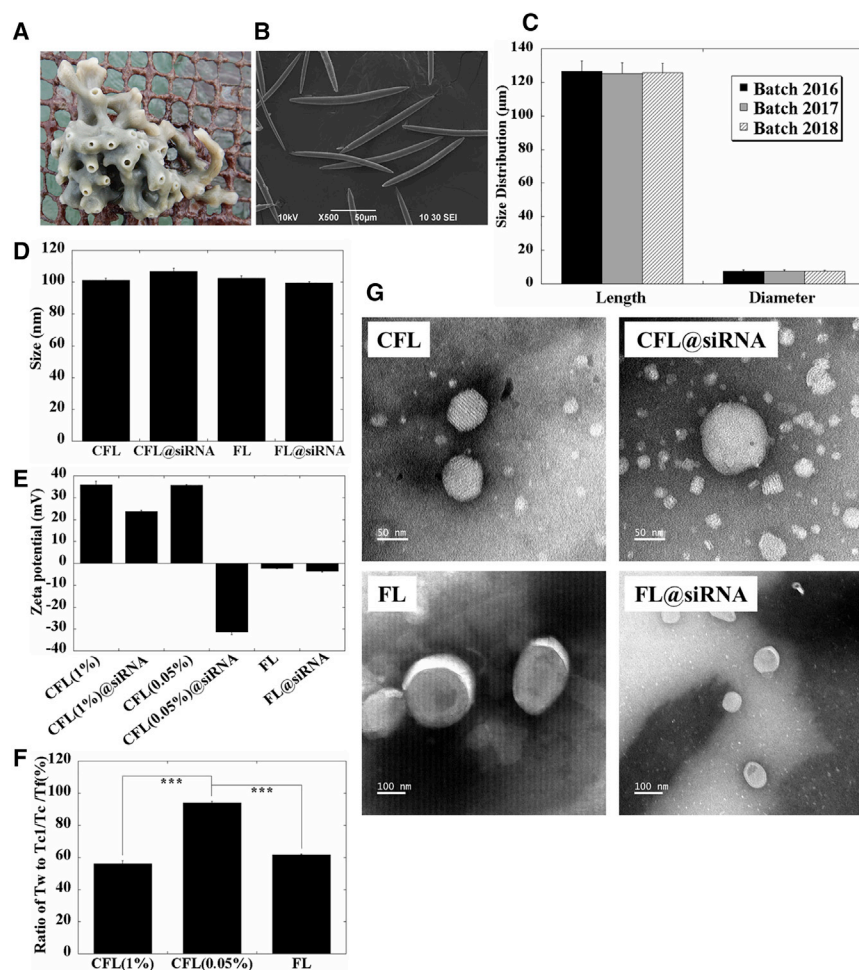 A
B
10kV X500 50µm 10 30 SEI
C
Size Distribution (µm)
140
120
100
80
60
40
20
0
Batch 2016
Batch 2017
Batch 2018
Length Diameter
D
Size (nm)
120
100
80
60
40
20
0
CFL CFL@siRNA FL FL@siRNA
E
Zeta potential (mV)
40
30
20
10
0
-10
-20
-30
-40
CFL(1%)
CFL(1%)@siRNA
CFL(0.05%)
CFL(0.05%)@siRNA
FL
FL@siRNA
F
Ratio of Tw to Tc1/Tc /Tf(%)
120
100
80
60
40
20
0
***
***
CFL(1%) CFL(0.05%) FL
G
CFL
50 nm
CFL@siRNA
50 nm
FL
100 nm
FL@siRNA
100 nm